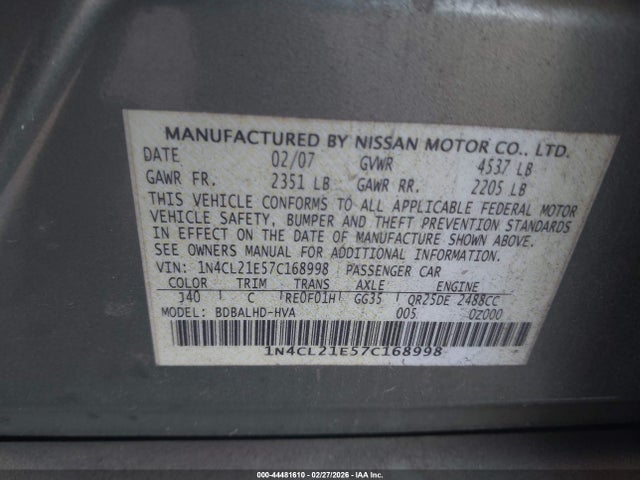 MANUFACTURED BY NISSAN MOTOR CO., LTD.
DATE 02/07 GVWR 4537 LB
GAWR FR. 2351 LB GAWR RR. 2205 LB
THIS VEHICLE CONFORMS TO ALL APPLICABLE FEDERAL MOTOR
VEHICLE SAFETY, BUMPER AND THEFT PREVENTION STANDARDS
IN EFFECT ON THE DATE OF MANUFACTURE SHOWN ABOVE.
SEE OWNERS MANUAL FOR ADDITIONAL INFORMATION.
VIN: 1N4CL21E57C168998 PASSENGER CAR
COLOR TRIM TRANS AXLE ENGINE
J40 C RE0F01H GG35 QR25DE 2488CC
MODEL: BDBALHD-HVA 005 0Z000
1N4CL21E57C168998
000-44481610 - 02/27/2026 - IAA Inc.